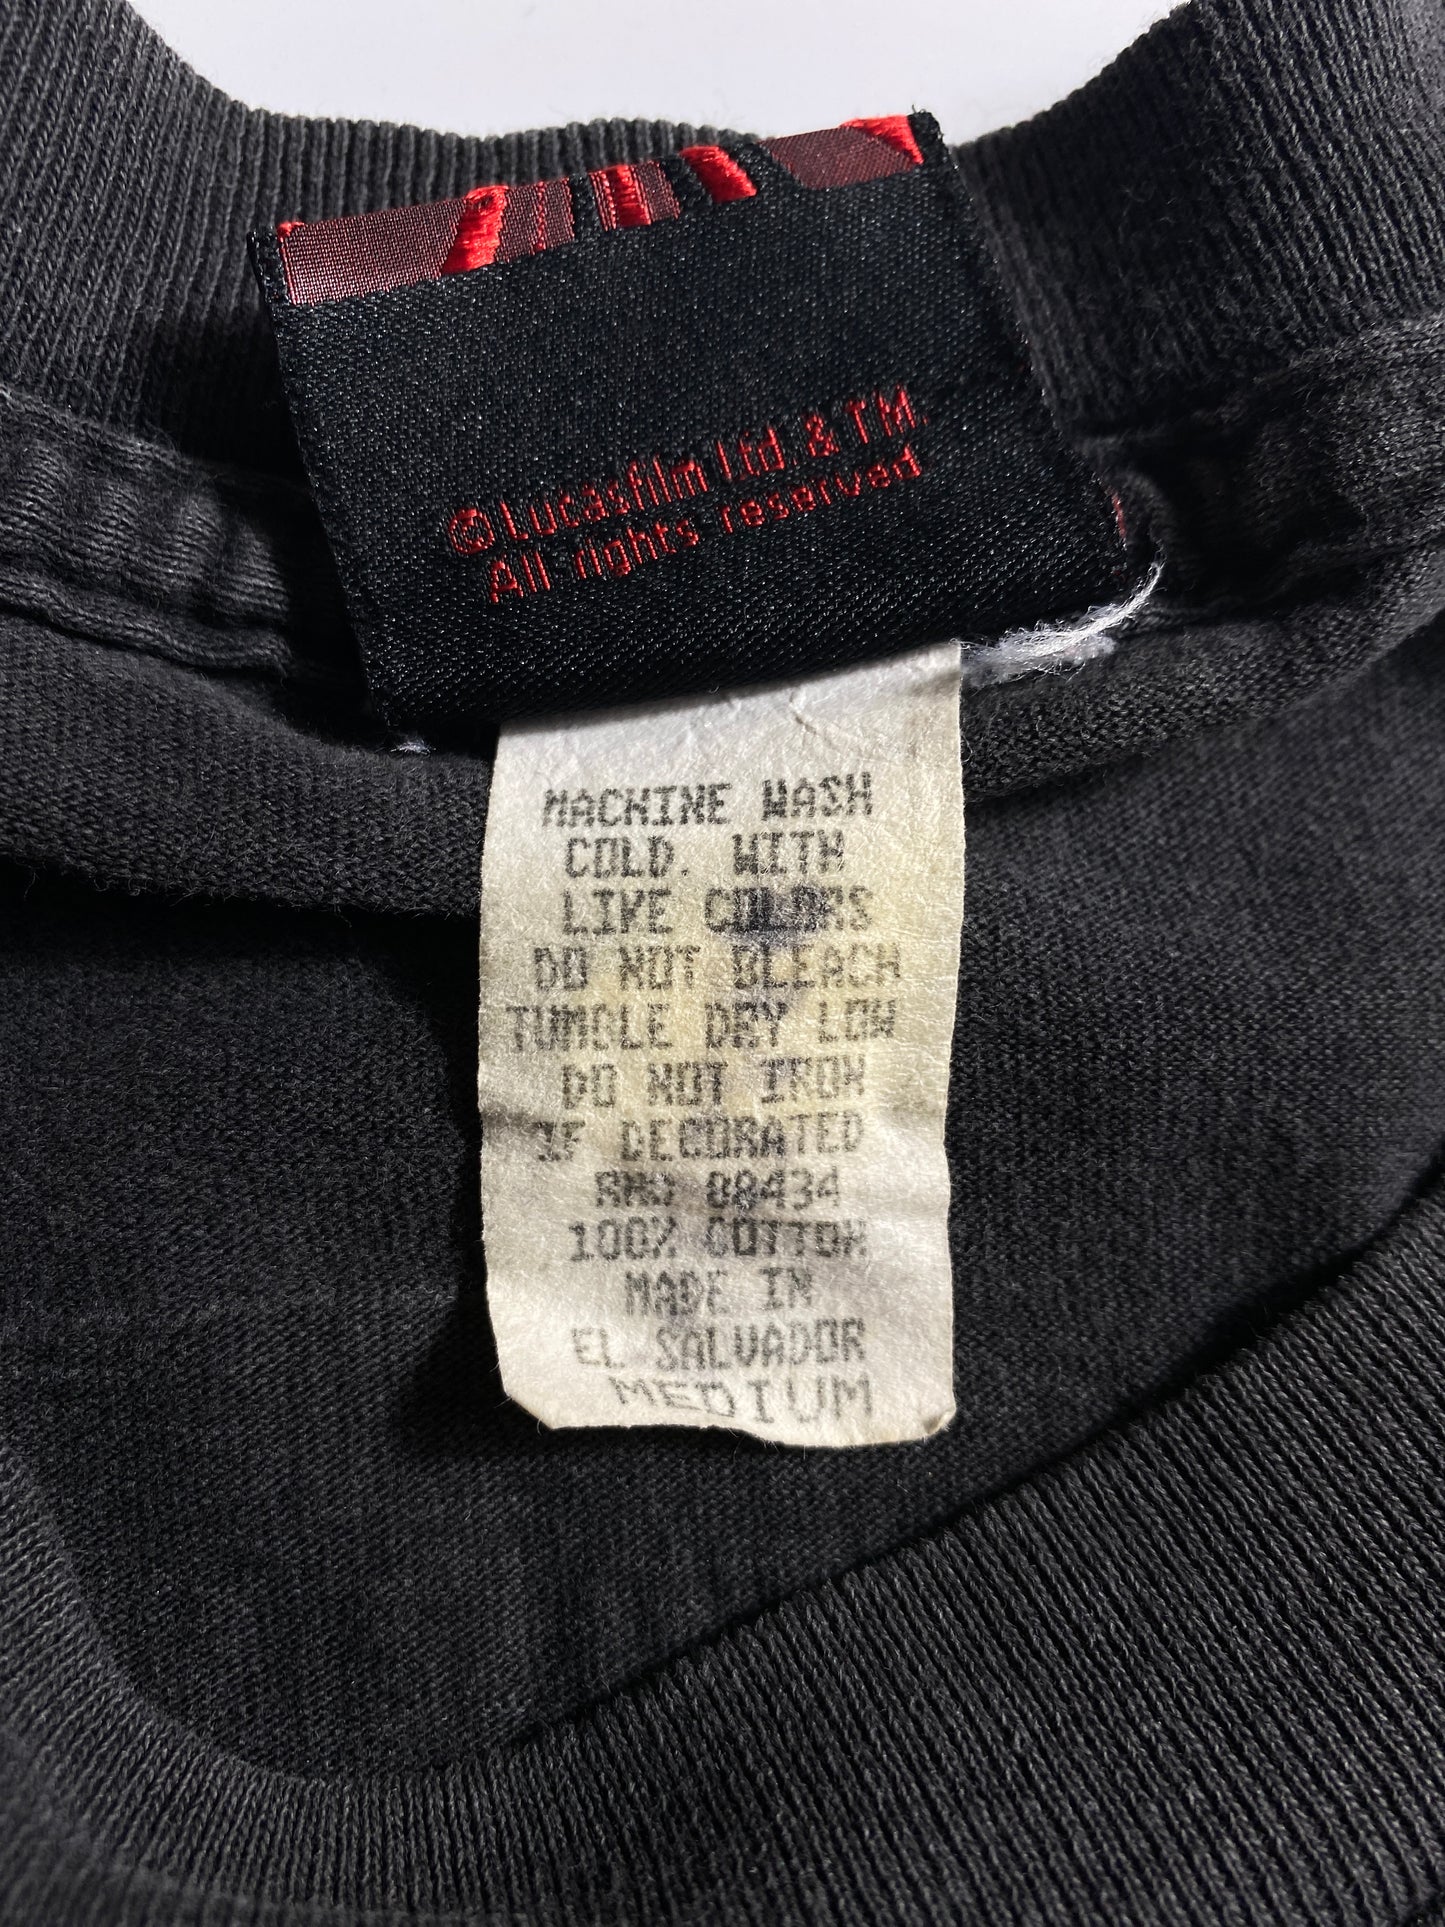 © Lucasfilm Ltd. & TM.
All rights reserved
MACHINE WASH
COLD. WITH
LIKE COLORS
DO NOT BLEACH
TUMBLE DRY LOW
DO NOT IRON
IF DECORATED
08434
100% COTTON
MADE IN
EL SALVADOR
MEDIUM